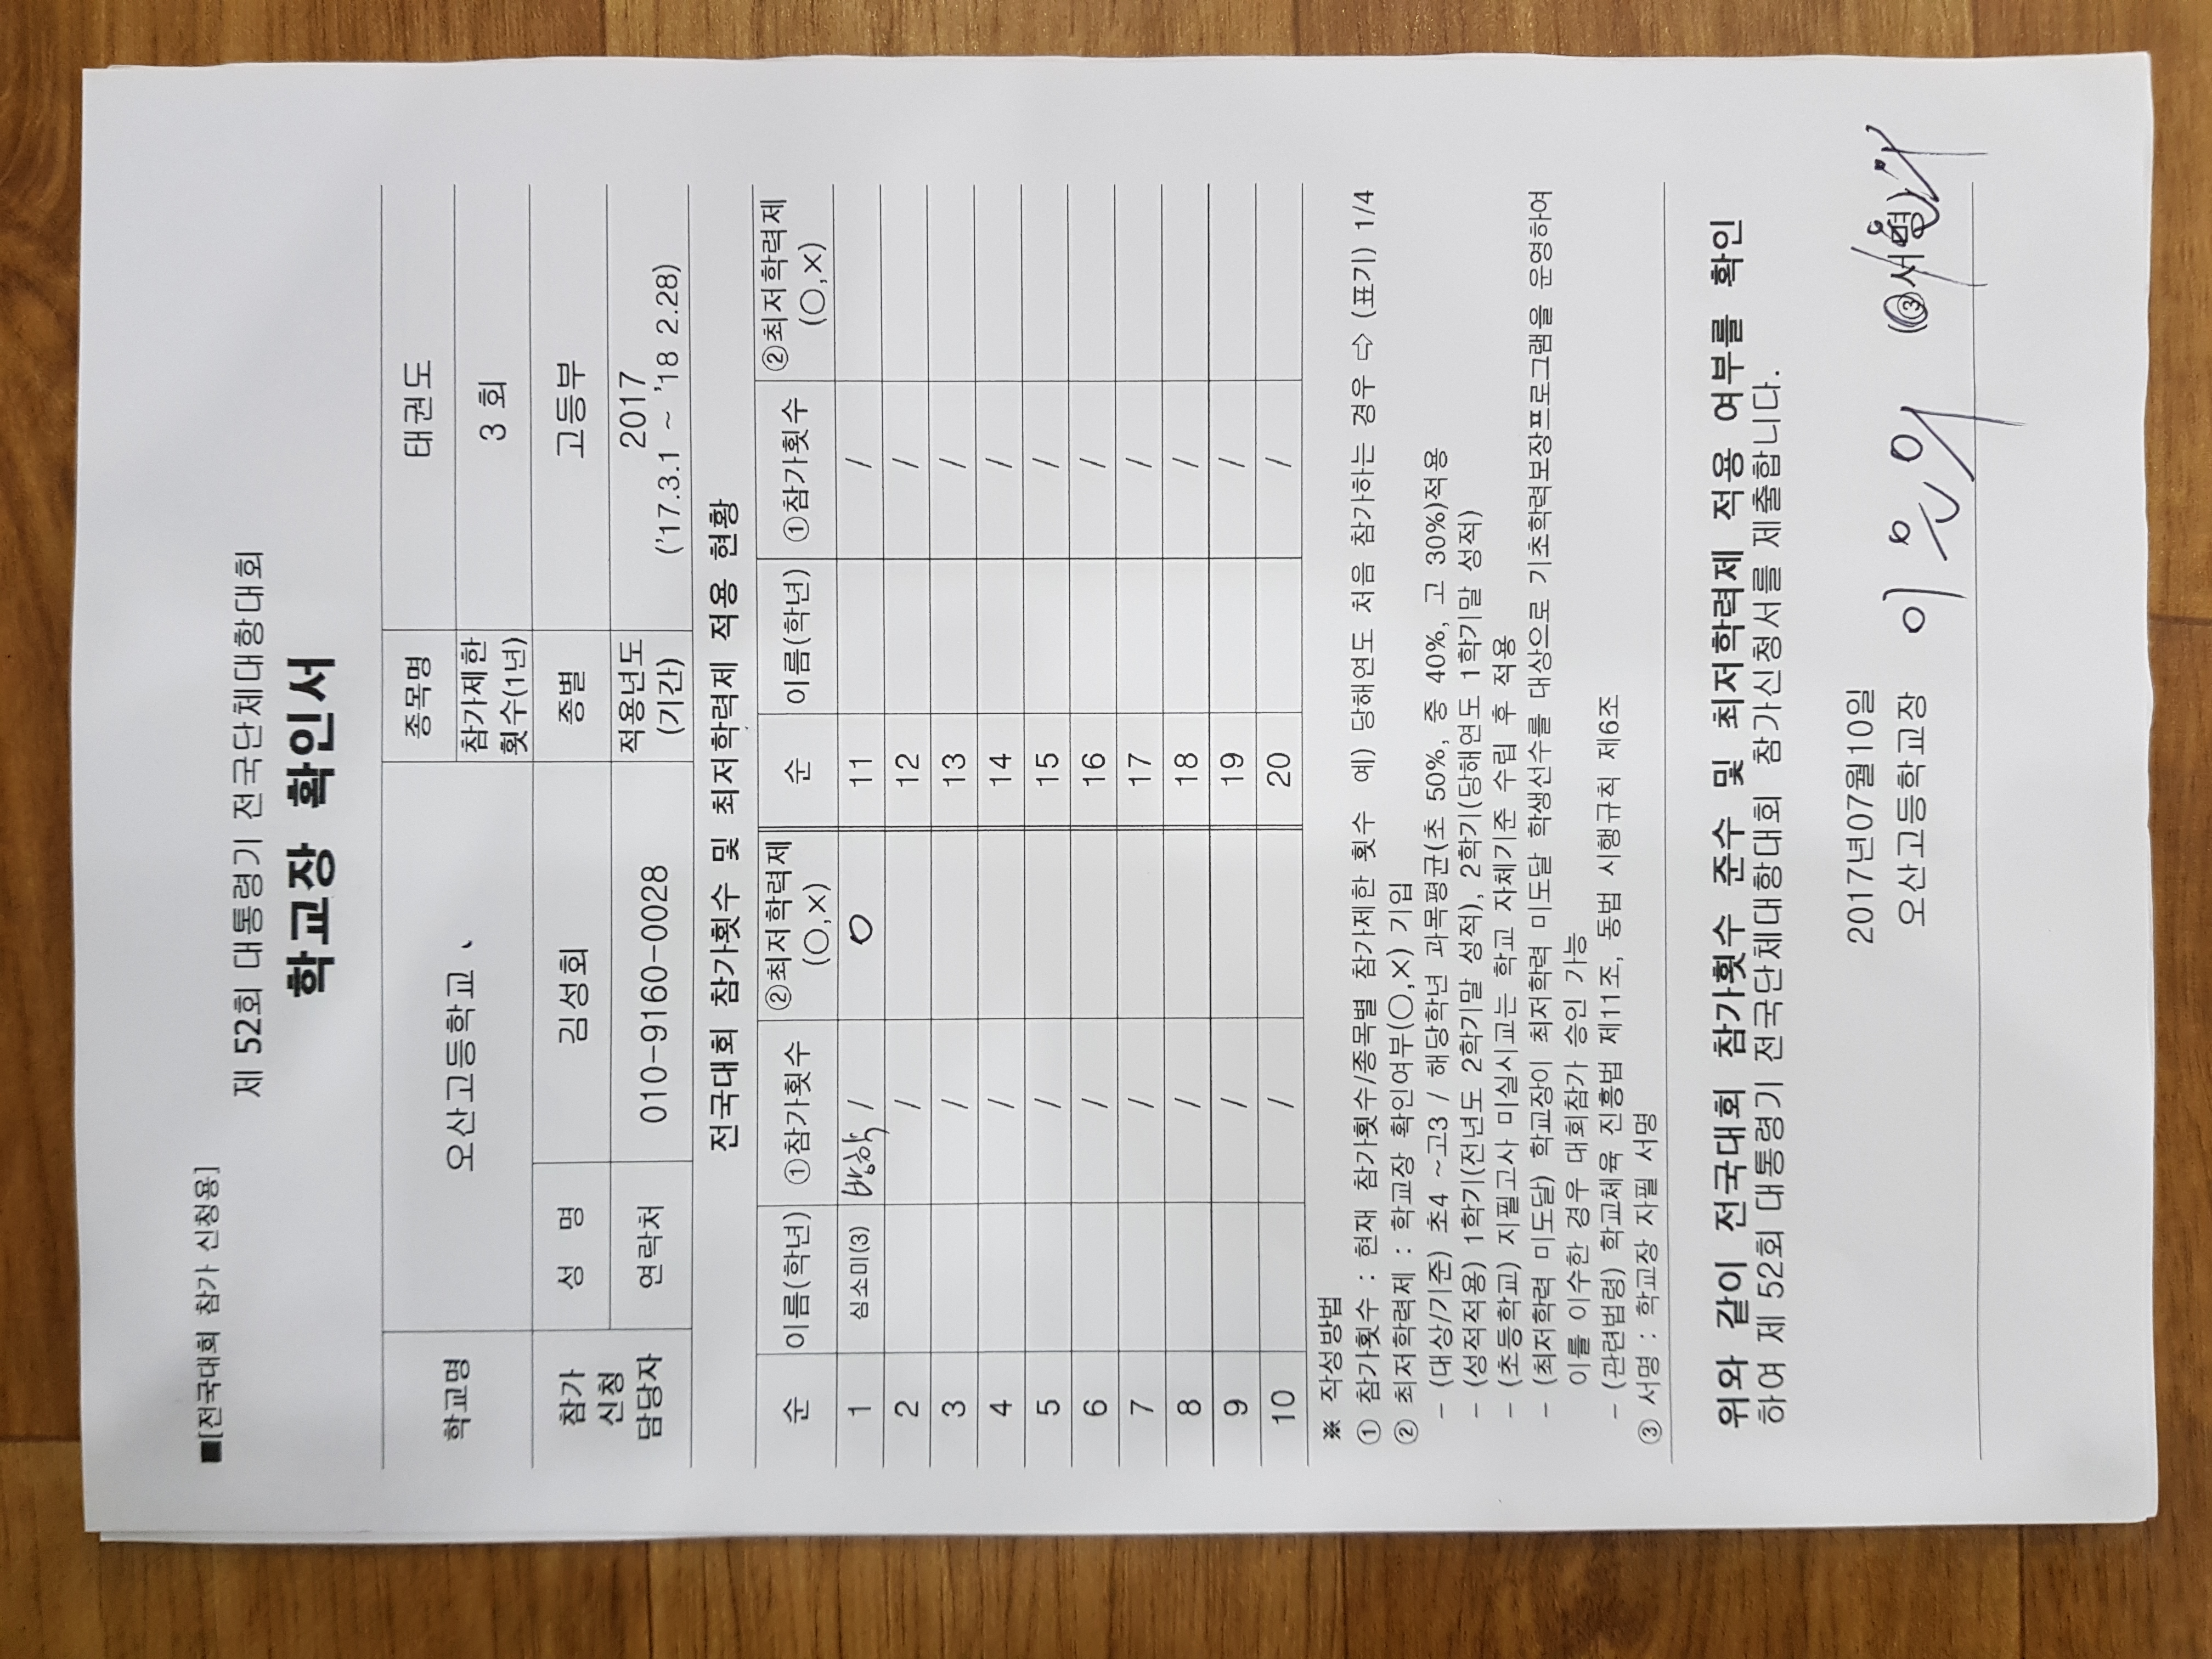 ■[전국대회 참가 신청용]
제 52회 대통령기 전국단체대항대회
학교장 확인서
학교명 오산고등학교 종목명 태권도
참가제한 횟수(1년) 3 회
참가 신청 담당자 성 명 김성회 종별 고등부
연락처 010-9160-0028 적용년도 (기간) 2017 ('17.3.1 ~ '18 2.28)
전국대회 참가횟수 및 최저학력제 적용 현황
순 이름(학년) ①참가횟수 ②최저학력제 (○,×) 순 이름(학년) ①참가횟수 ②최저학력제 (○,×)
1 심소미(3) 방학 / O 11 /
2 / 12 /
3 / 13 /
4 / 14 /
5 / 15 /
6 / 16 /
7 / 17 /
8 / 18 /
9 / 19 /
10 / 20 /
※ 작성방법
① 참가횟수 : 현재 참가횟수/종목별 참가제한 횟수 예) 당해연도 처음 참가하는 경우 ⇨ (표기) 1/4
② 최저학력제 : 학교장 확인여부(○,×) 기입
- (대상/기준) 초4 ~고3 / 해당학년 과목평균(초 50%, 중 40%, 고 30%)적용
- (성적적용) 1학기(전년도 2학기말 성적), 2학기(당해연도 1학기말 성적)
- (초등학교) 지필고사 미실시교는 학교 자체기준 수립 후 적용
- (최저학력 미도달) 학교장이 최저학력 미도달 학생선수를 대상으로 기초학력보장프로그램을 운영하여
이를 이수한 경우 대회참가 승인 가능
- (관련법령) 학교체육 진흥법 제11조, 동법 시행규칙 제6조
③ 서명 : 학교장 자필 서명
위와 같이 전국대회 참가횟수 준수 및 최저학력제 적용 여부를 확인
하여 제 52회 대통령기 전국단체대항대회 참가신청서를 제출합니다.
2017년07월10일
오산고등학교장 (③서명)